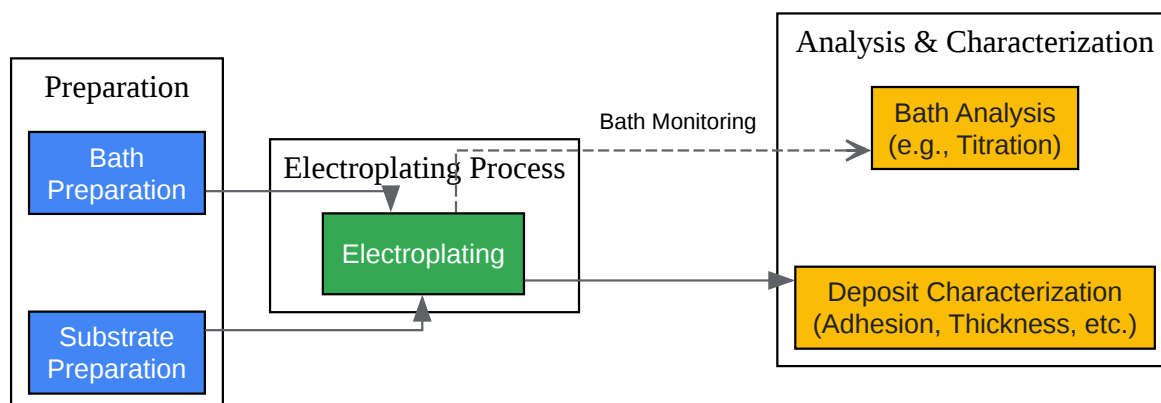 Preparation
Bath
Preparation
Substrate
Preparation
Electroplating Process
Electroplating
Bath Monitoring
Analysis & Characterization
Bath Analysis
(e.g., Titration)
Deposit Characterization
(Adhesion, Thickness, etc.)